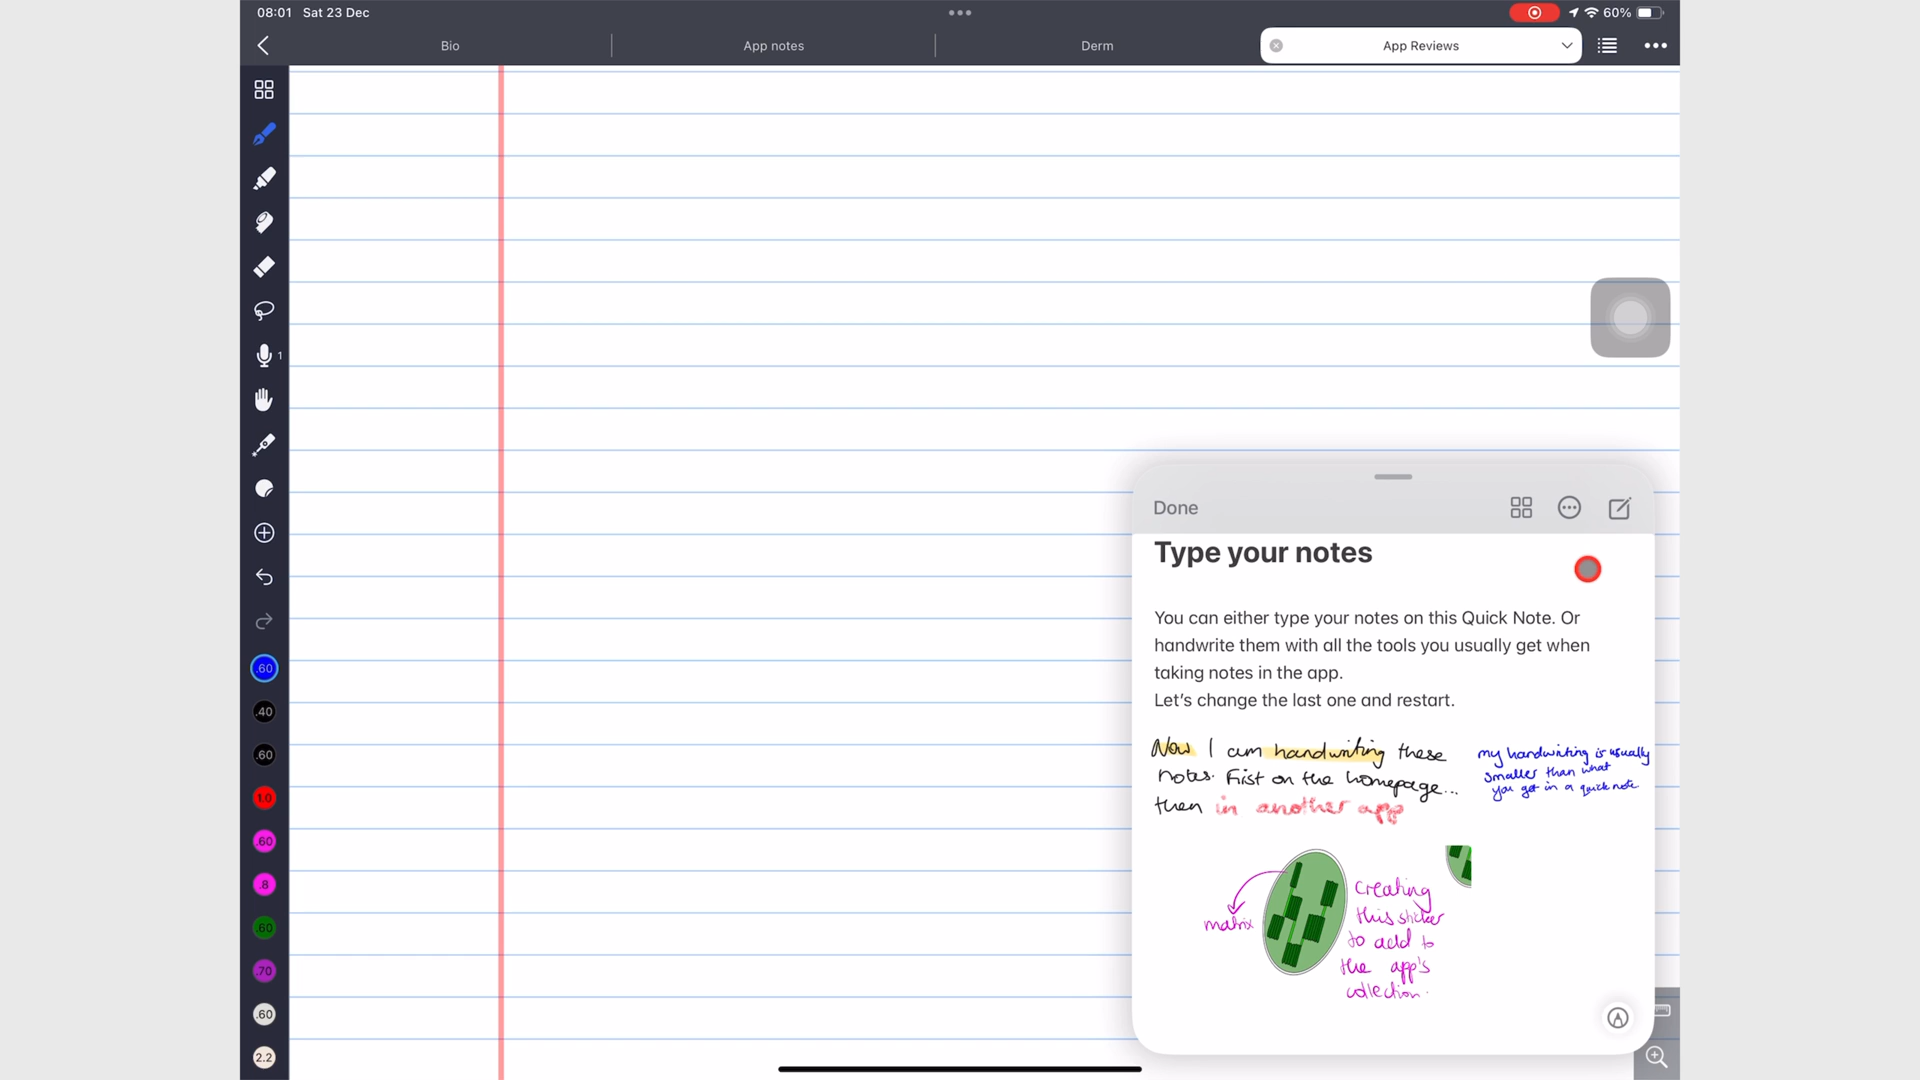 08:01 Sat 23 Dec
60%
Bio
App notes
Derm
App Reviews
1
.60
.40
.60
1.0
.60
.8
.60
.70
.60
2.2
Done
Type your notes
You can either type your notes on this Quick Note. Or
handwrite them with all the tools you usually get when
taking notes in the app.
Let's change the last one and restart.
Now I am handwriting these
notes. First on the homepage...
then in another app
my handwriting is usually
smaller than what
you get in a quick note
matrix
creating
this sticker
to add to
the app's
collection.